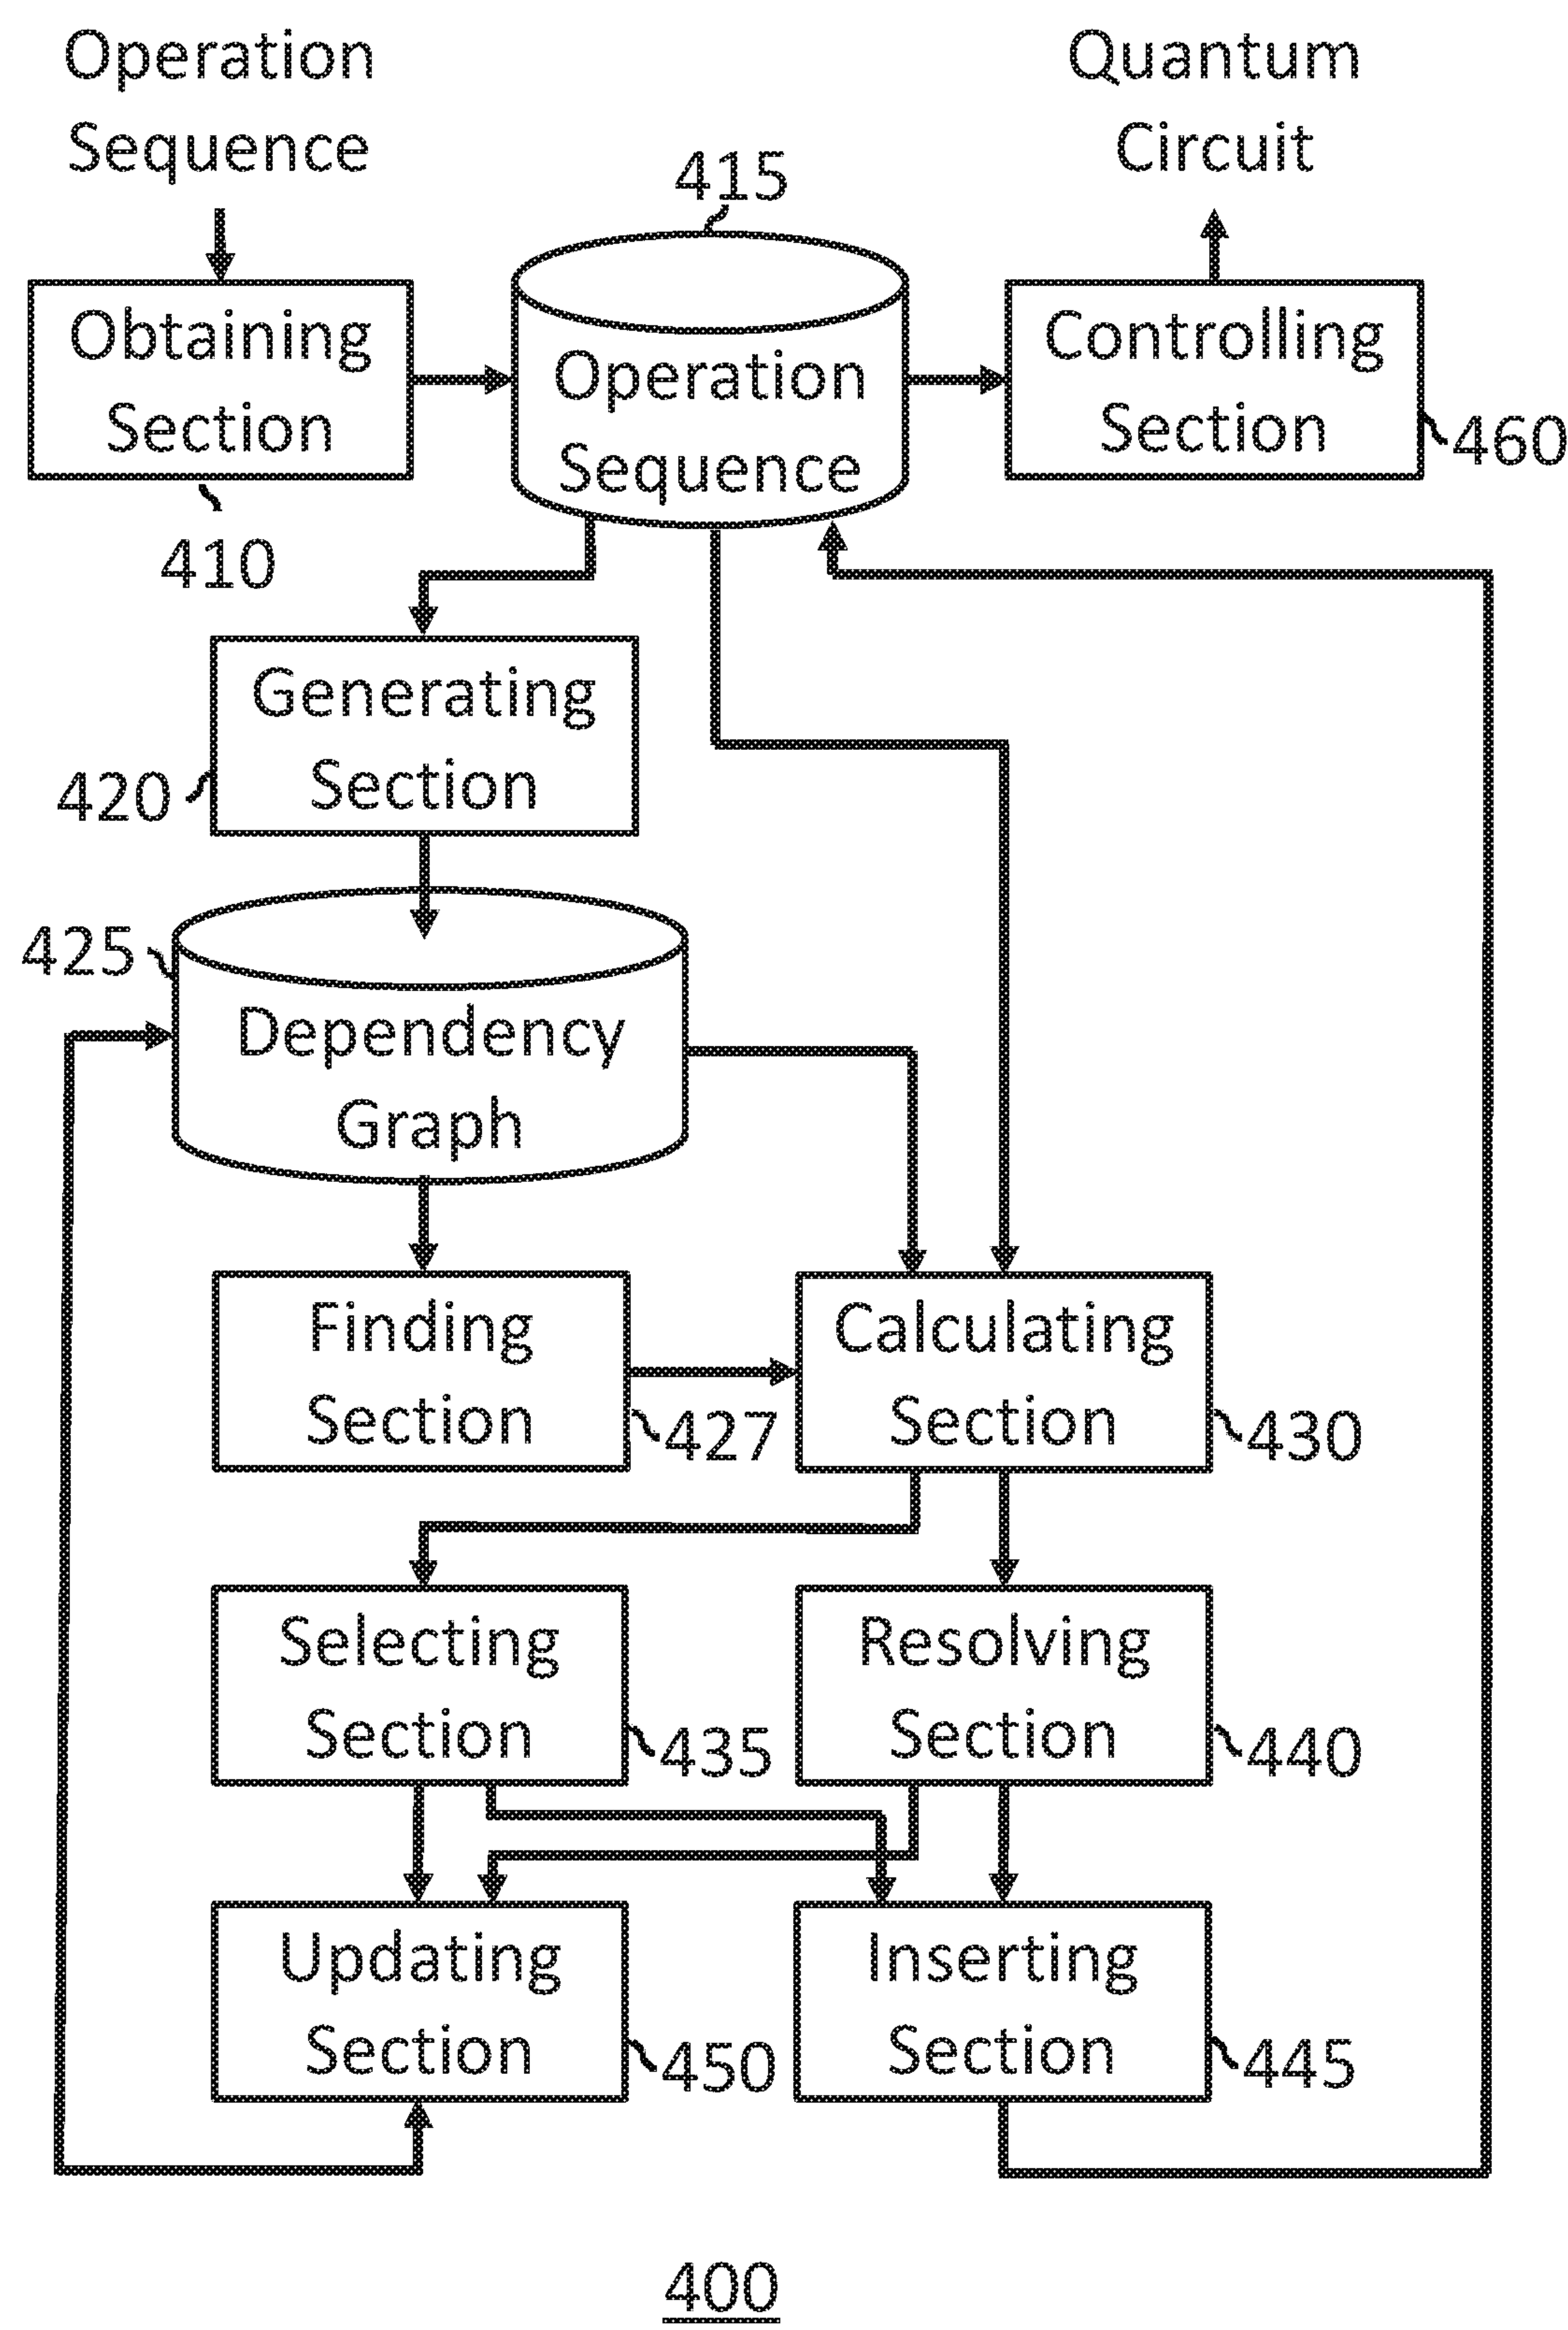 Operation
Sequence
Quantum
Circuit
415
Obtaining
Section
410
Operation
Sequence
Controlling
Section
460
Generating
Section
420
425
Dependency
Graph
Finding
Section
427
Calculating
Section
430
Selecting
Section
435
Resolving
Section
440
Updating
Section
450
Inserting
Section
445
400